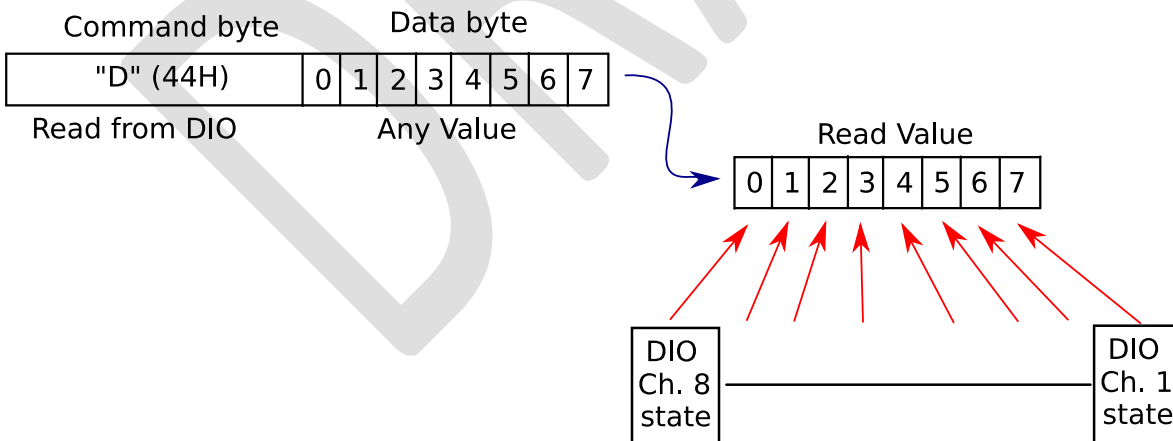 Command byte
Data byte
"D" (44H)
0 1 2 3 4 5 6 7
Read from DIO
Any Value
Read Value
0 1 2 3 4 5 6 7
DIO
Ch. 8
state
DIO
Ch. 1
state